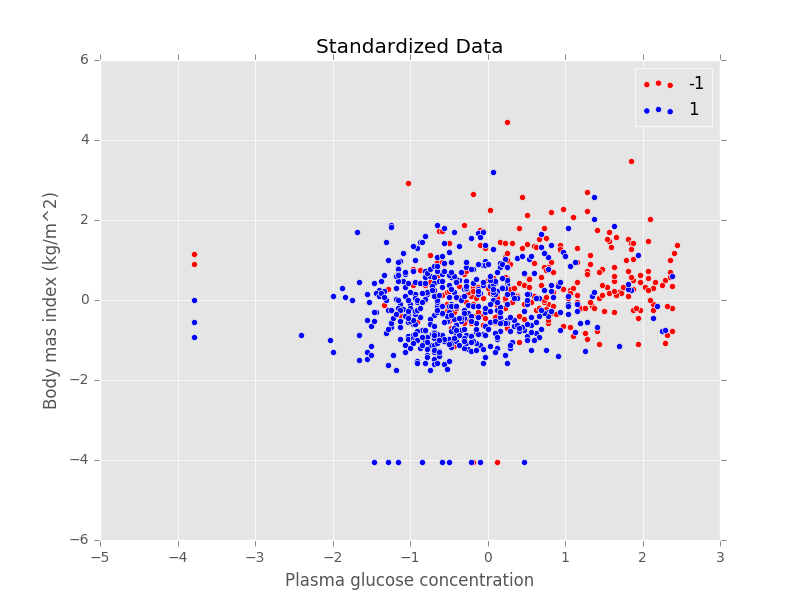 Standardized Data
-1
1
6
4
2
0
−2
−4
−6
Body mas index (kg/m^2)
−5 −4 −3 −2 −1 0 1 2 3
Plasma glucose concentration